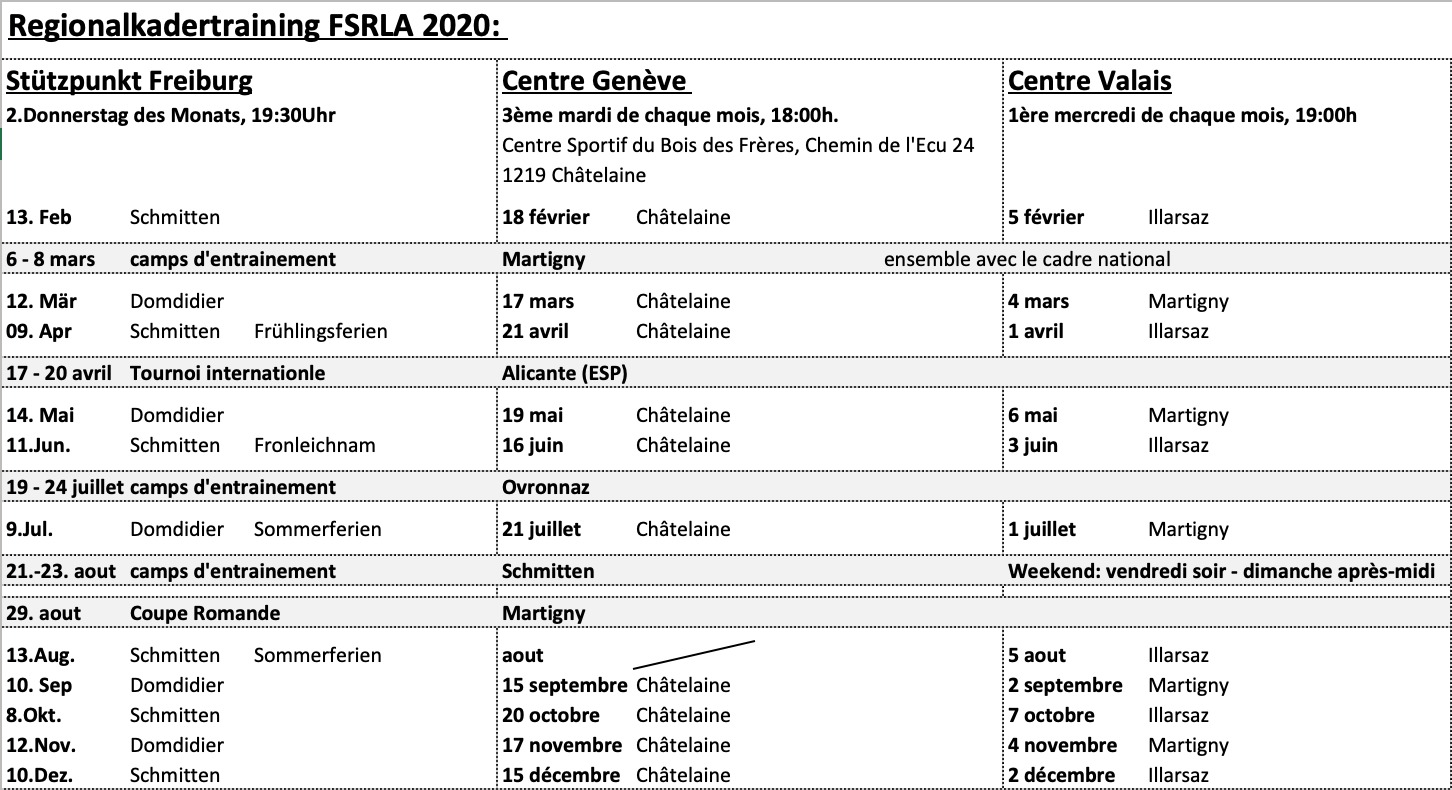 Regionalkadertraining FSRLA 2020:
Stützpunkt Freiburg Centre Genève Centre Valais
2.Donnerstag des Monats, 19:30Uhr 3ème mardi de chaque mois, 18:00h. 1ère mercredi de chaque mois, 19:00h
Centre Sportif du Bois des Frères, Chemin de l'Ecu 24
1219 Châtelaine
13. Feb Schmitten 18 février Châtelaine 5 février Illarsaz
6 - 8 mars camps d'entrainement Martigny ensemble avec le cadre national
12. Mär Domdidier 17 mars Châtelaine 4 mars Martigny
09. Apr Schmitten Frühlingsferien 21 avril Châtelaine 1 avril Illarsaz
17 - 20 avril Tournoi internationle Alicante (ESP)
14. Mai Domdidier 19 mai Châtelaine 6 mai Martigny
11.Jun. Schmitten Fronleichnam 16 juin Châtelaine 3 juin Illarsaz
19 - 24 juillet camps d'entrainement Ovronnaz
9.Jul. Domdidier Sommerferien 21 juillet Châtelaine 1 juillet Martigny
21.-23. aout camps d'entrainement Schmitten Weekend: vendredi soir - dimanche après-midi
29. aout Coupe Romande Martigny
13.Aug. Schmitten Sommerferien aout 5 aout Illarsaz
10. Sep Domdidier 15 septembre Châtelaine 2 septembre Martigny
8.Okt. Schmitten 20 octobre Châtelaine 7 octobre Illarsaz
12.Nov. Domdidier 17 novembre Châtelaine 4 novembre Martigny
10.Dez. Schmitten 15 décembre Châtelaine 2 décembre Illarsaz